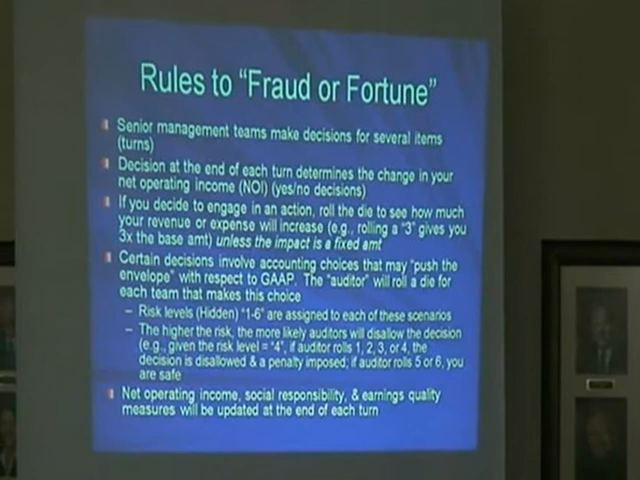 Rules to "Fraud or Fortune"
Senior management teams make decisions for several items
(turns)
Decision at the end of each turn determines the change in your
net operating income (NOI) (yes/no decisions)
If you decide to engage in an action, roll the die to see how much
your revenue or expense will increase (e.g., rolling a "3" gives you
3x the base amt) unless the impact is a fixed amt
Certain decisions involve accounting choices that may "push the
envelope" with respect to GAAP. The "auditor" will roll a die for
each team that makes this choice
– Risk levels (Hidden) "1-6" are assigned to each of these scenarios
– The higher the risk, the more likely auditors will disallow the decision
(e.g., given the risk level = "4", if auditor rolls 1, 2, 3, or 4, the
decision is disallowed & a penalty imposed; if auditor rolls 5 or 6, you
are safe
Net operating income, social responsibility, & earnings quality
measures will be updated at the end of each turn